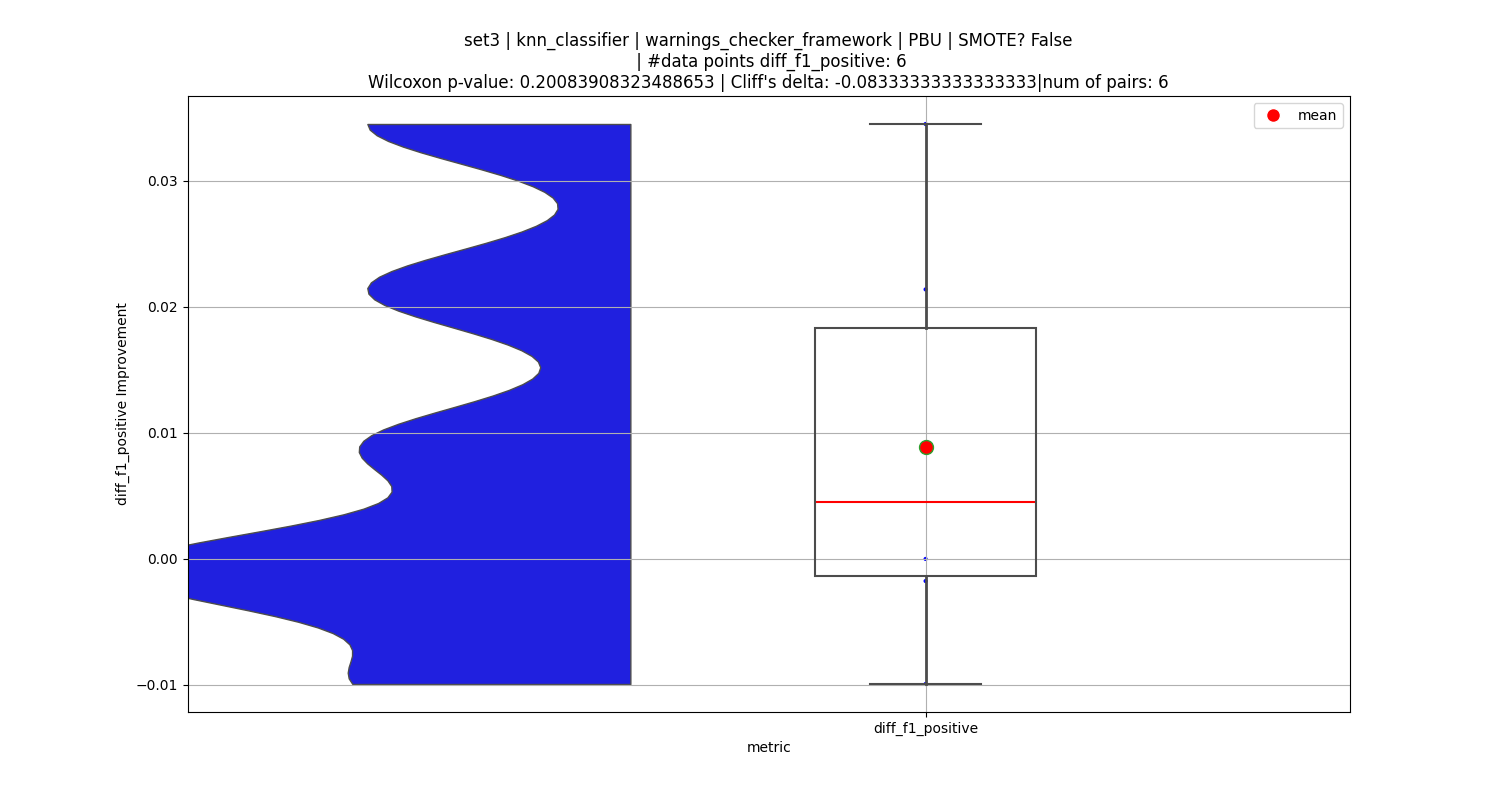 set3 | knn_classifier | warnings_checker_framework | PBU | SMOTE? False
| #data points diff_f1_positive: 6
Wilcoxon p-value: 0.20083908323488653 | Cliff's delta: -0.08333333333333333|num of pairs: 6
mean
0.03
0.02
0.01
0.00
−0.01
diff_f1_positive Improvement
diff_f1_positive
metric